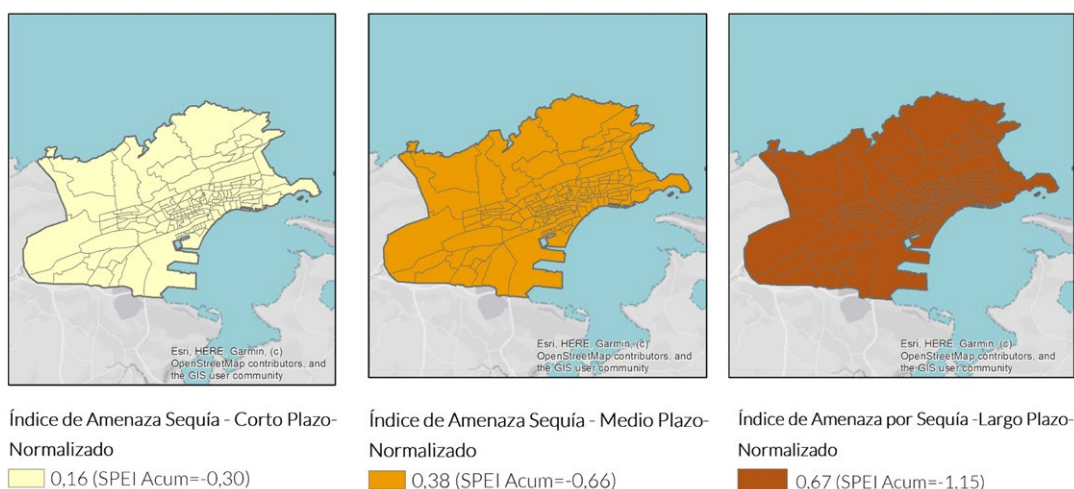 Esri, HERE, Garmin, (c)
OpenStreetMap contributors, and
the GIS user community
Esri, HERE, Garmin, (c)
OpenStreetMap contributors, and
the GIS user community
Esri, HERE, Garmin, (c)
OpenStreetMap contributors, and
the GIS user community
Índice de Amenaza Sequía - Corto Plazo-
Normalizado
0,16 (SPEI Acum=-0,30)
Índice de Amenaza Sequía - Medio Plazo-
Normalizado
0,38 (SPEI Acum=-0,66)
Índice de Amenaza por Sequía -Largo Plazo-
Normalizado
0,67 (SPEI Acum=-1,15)